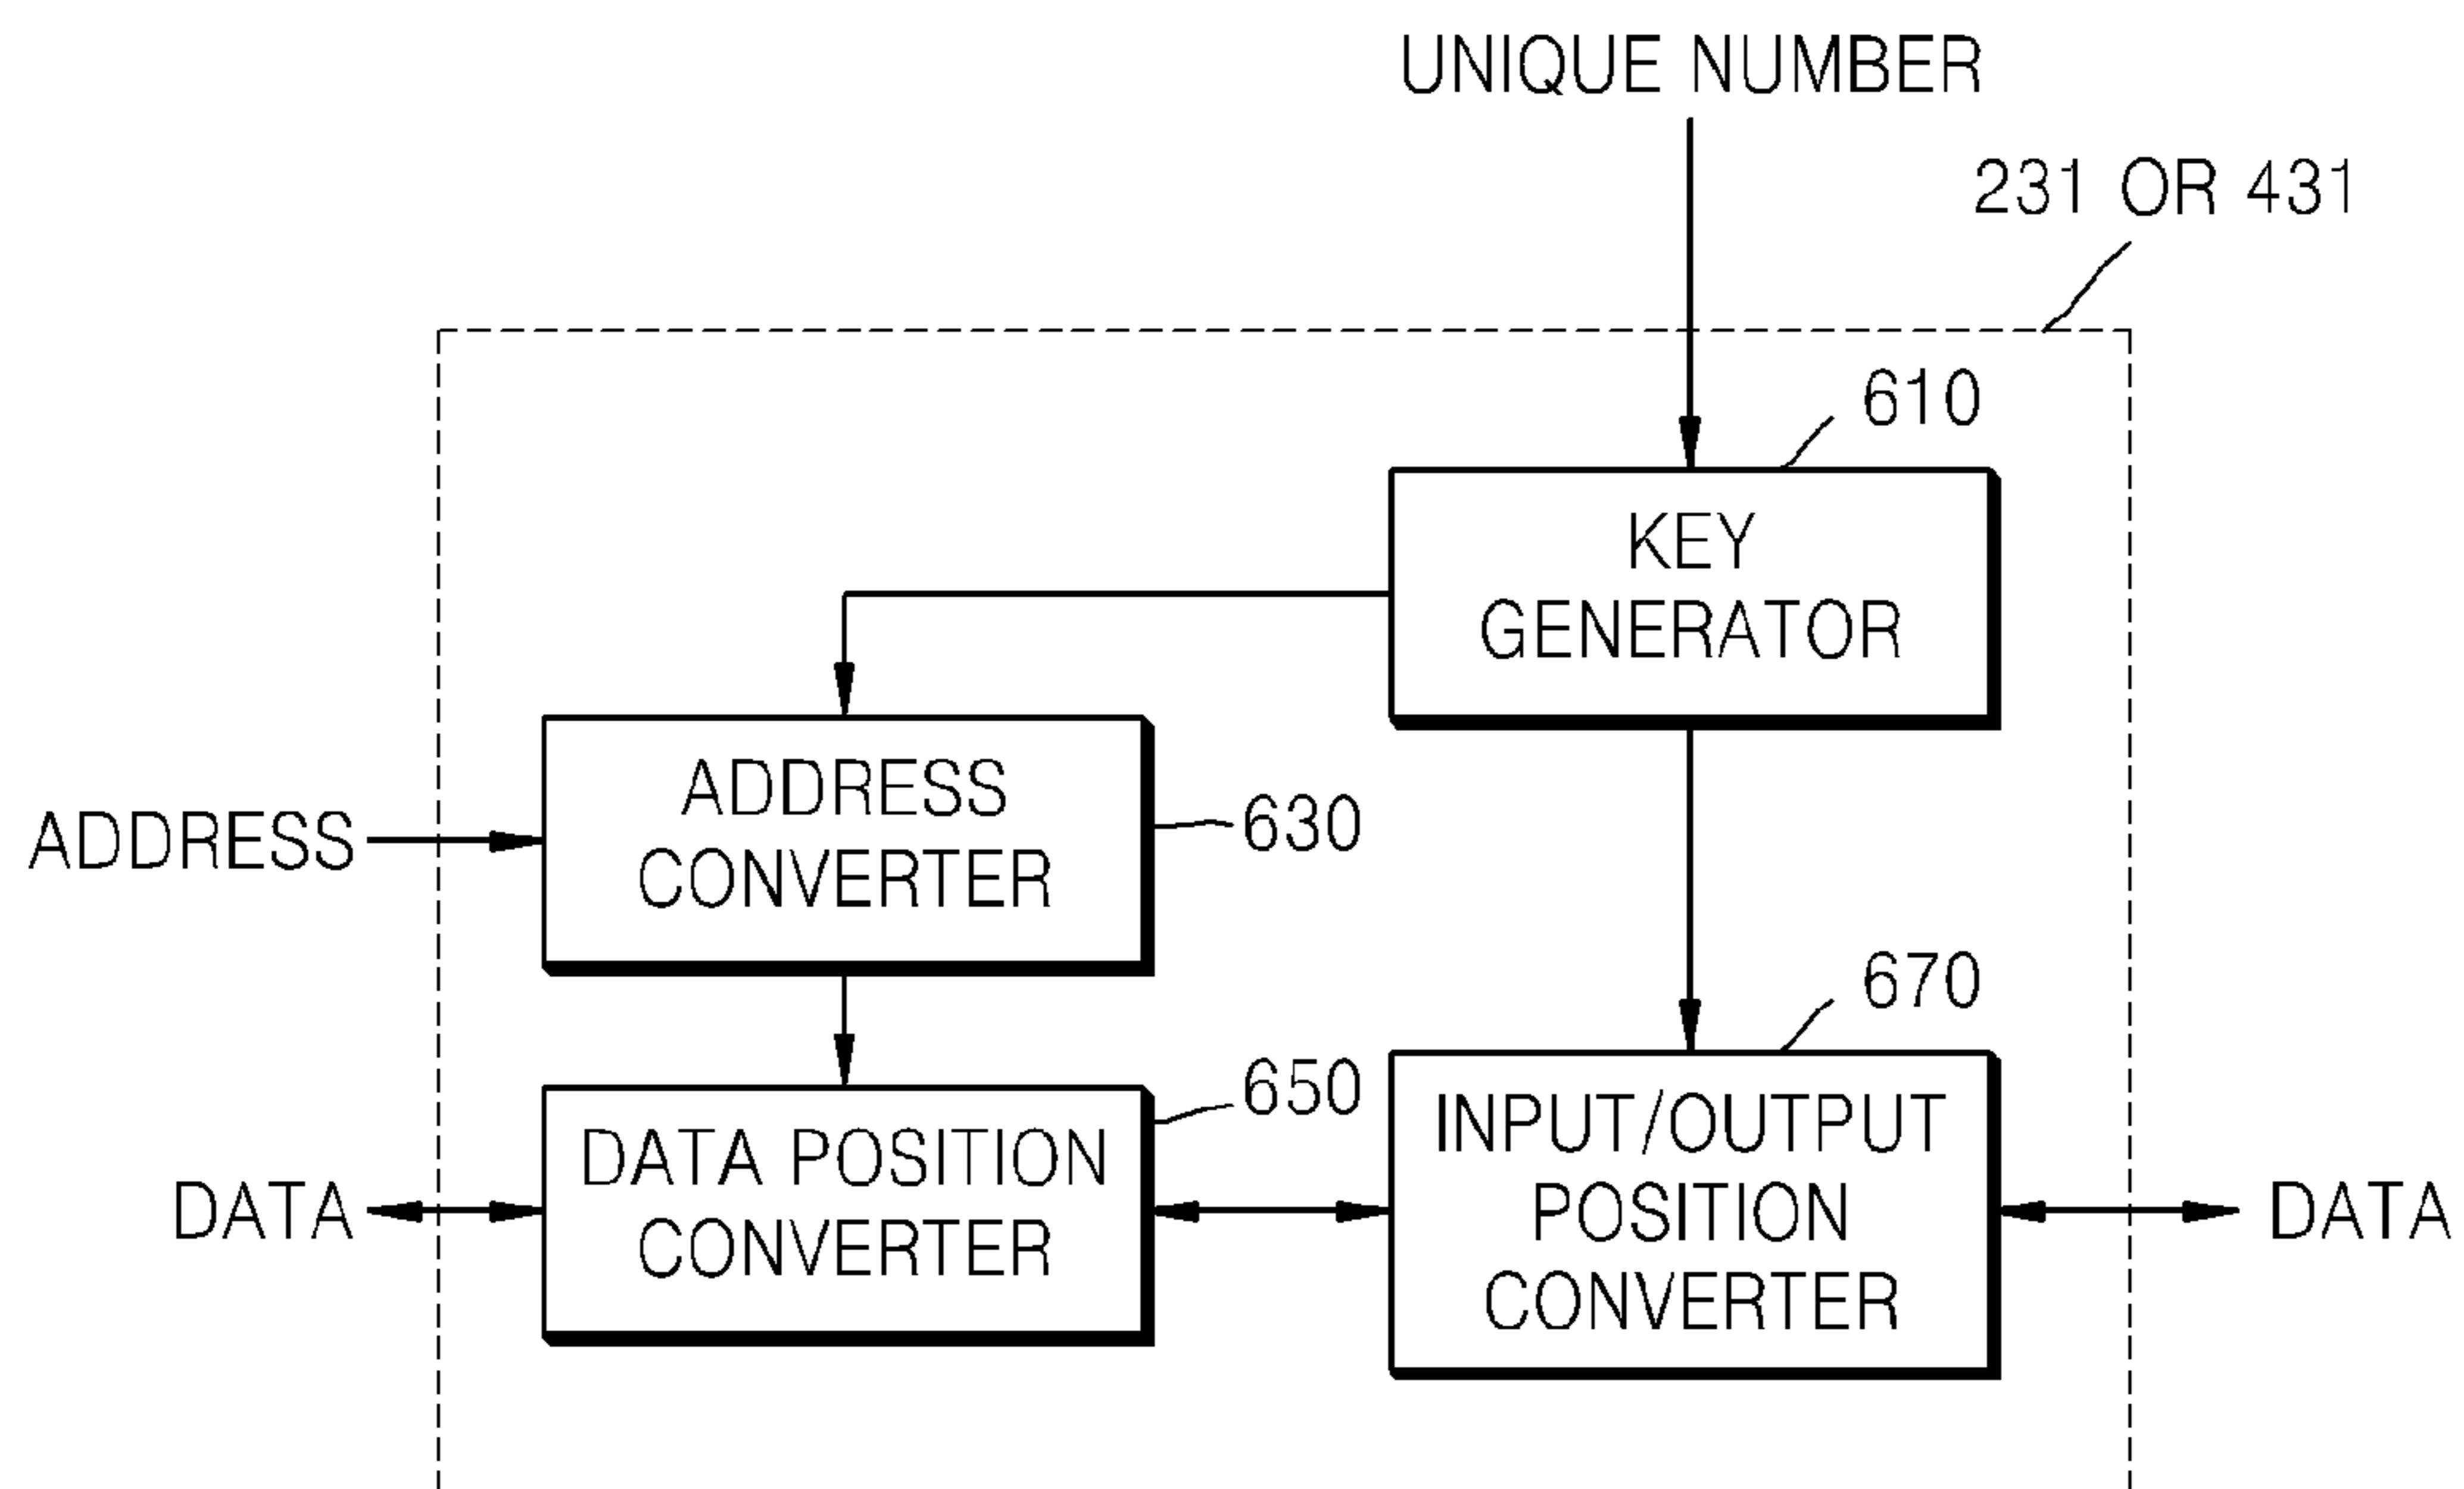 UNIQUE NUMBER
231 OR 431
610
KEY
GENERATOR
ADDRESS
ADDRESS
CONVERTER
630
670
650
DATA
DATA POSITION
CONVERTER
INPUT/OUTPUT
POSITION
CONVERTER
DATA